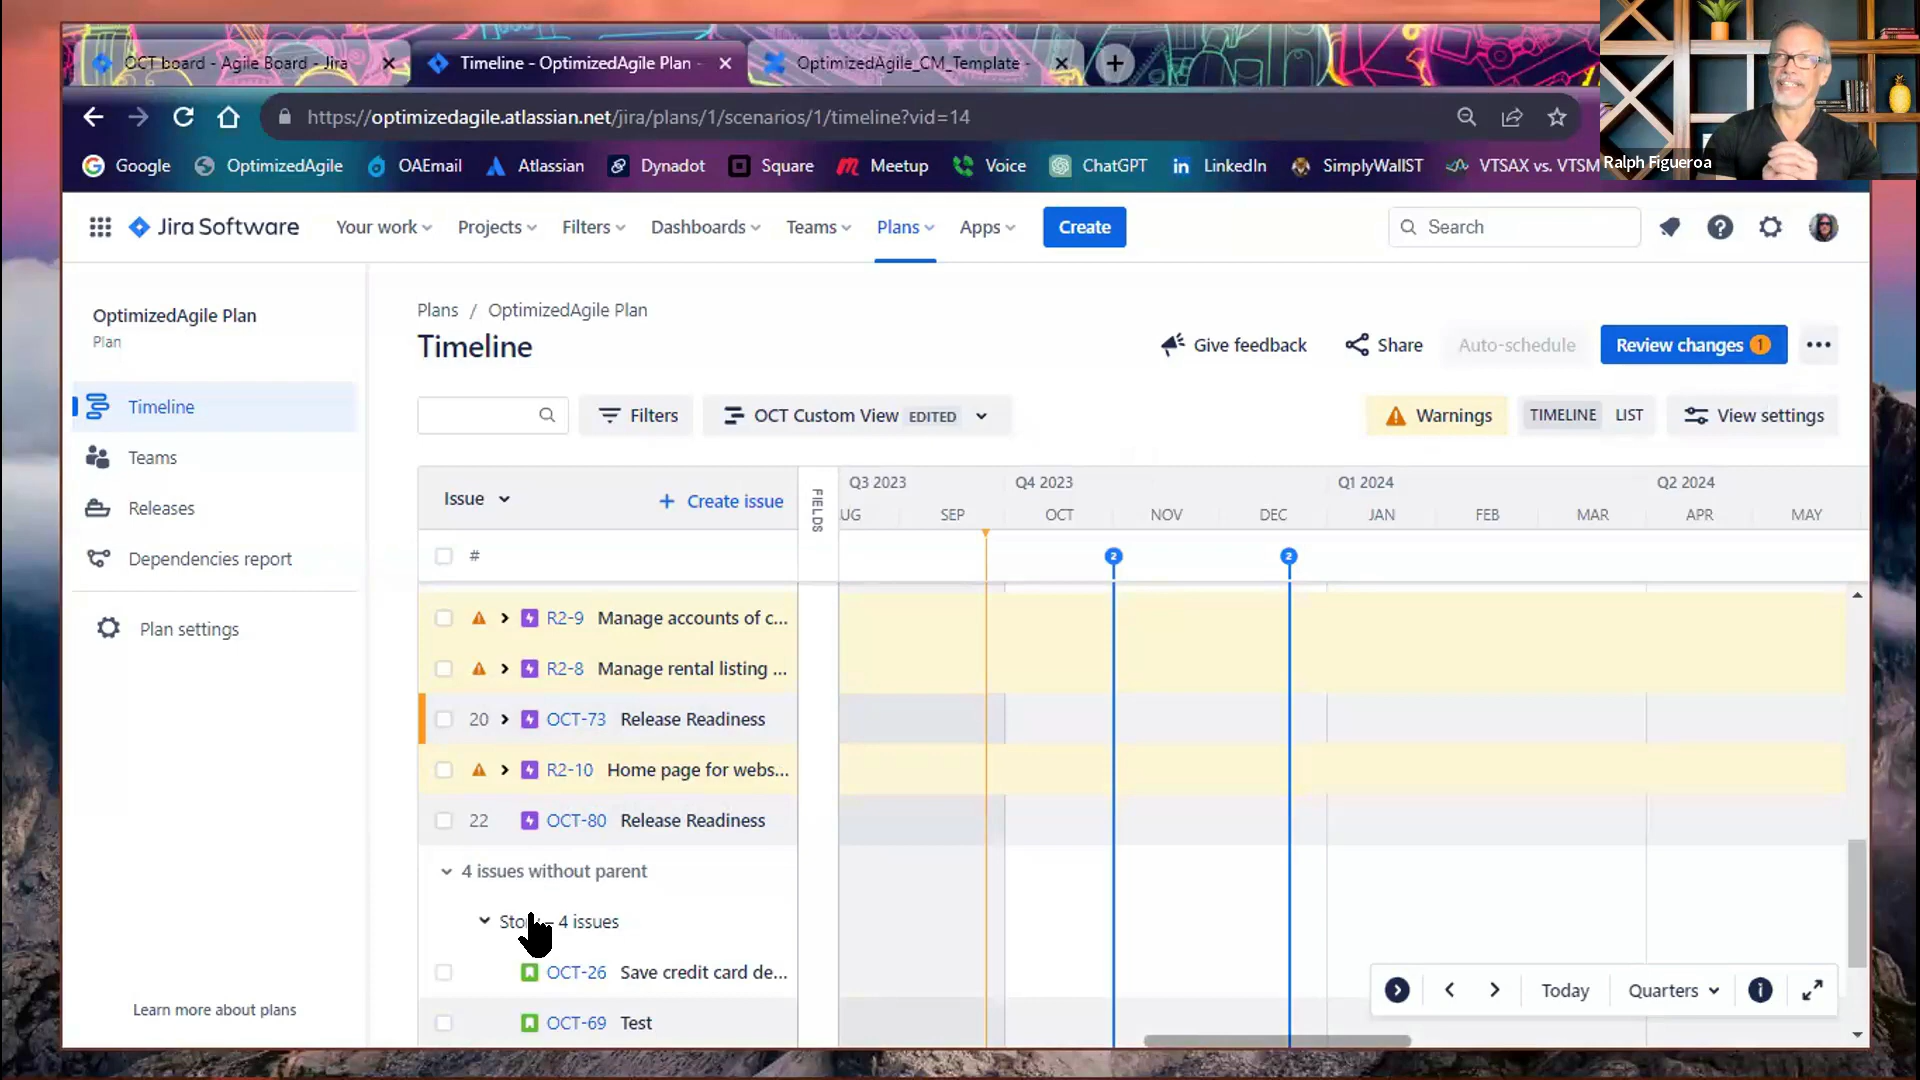 OCT board - Agile Board - Jira
Timeline - OptimizedAgile Plan -
OptimizedAgile_CM_Template -
https://optimizedagile.atlassian.net/jira/plans/1/scenarios/1/timeline?vid=14
Google OptimizedAgile OAEmail Atlassian Dynadot Square Meetup Voice ChatGPT LinkedIn SimplyWallST VTSAX vs. VTSM
Ralph Figueroa
Jira Software Your work Projects Filters Dashboards Teams Plans Apps Create Search
OptimizedAgile Plan
Plan
Timeline
Teams
Releases
Dependencies report
Plan settings
Learn more about plans
Plans / OptimizedAgile Plan
Timeline
Give feedback Share Auto-schedule Review changes 1
Filters OCT Custom View EDITED Warnings TIMELINE LIST View settings
Issue + Create issue
FIELDS
Q3 2023 Q4 2023 Q1 2024 Q2 2024
UG SEP OCT NOV DEC JAN FEB MAR APR MAY
#
2 2
R2-9 Manage accounts of c...
R2-8 Manage rental listing ...
20 OCT-73 Release Readiness
R2-10 Home page for webs...
22 OCT-80 Release Readiness
4 issues without parent
4 issues
OCT-26 Save credit card de...
OCT-69 Test
Today Quarters